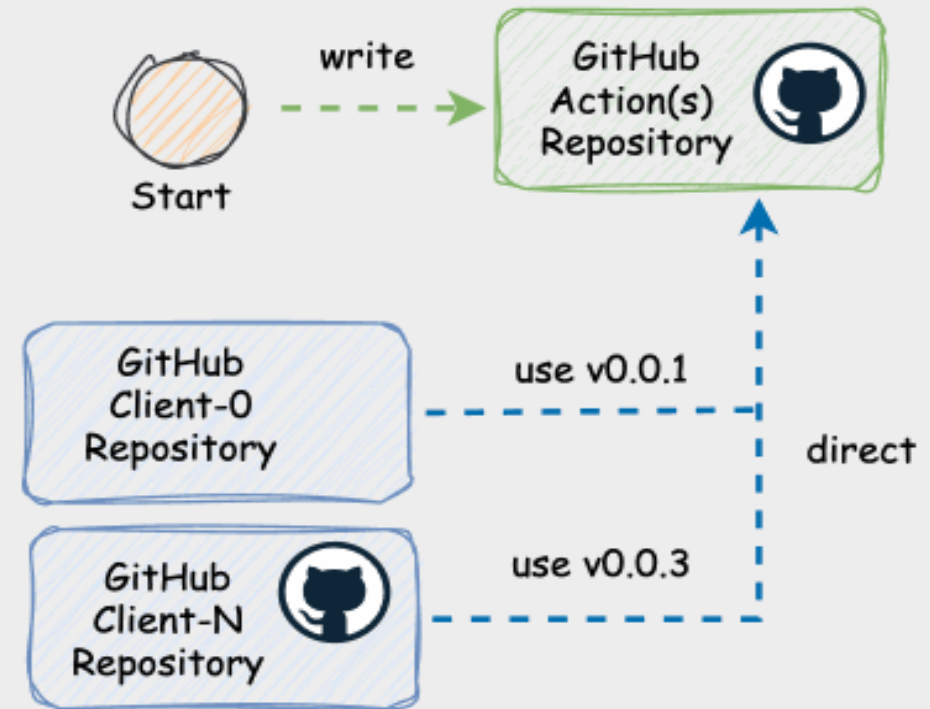 write
GitHub
Action(s)
Repository
Start
GitHub
Client-0
Repository
use v0.0.1
direct
GitHub
Client-N
Repository
use v0.0.3